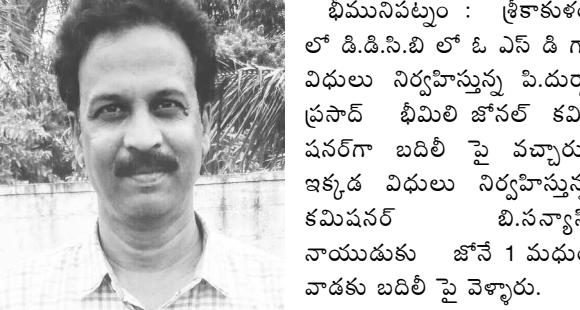 భీమునిపట్నం : శ్రీకాకుళం
లో డి.డి.సి.బి లో ఓ ఎస్ డి గా
విధులు నిర్వహిస్తున్న పి.దుర్గా
ప్రసాద్ భీమిలి జోనల్ కమి
షనర్‌గా బదిలీ పై వచ్చారు.
ఇక్కడ విధులు నిర్వహిస్తున్న
కమిషనర్ బి.సన్యాసి
నాయుడుకు జోనే 1 మధుర
వాడకు బదిలీ పై వెళ్ళారు.